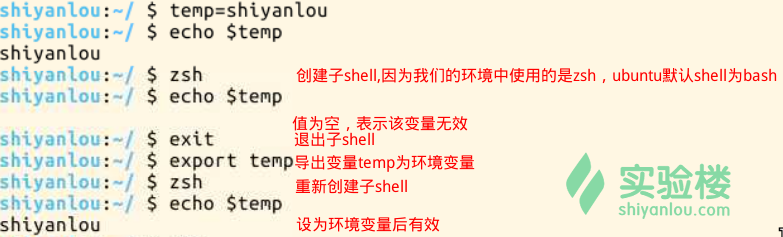 shiyanlou:~/ $ temp=shiyanlou
shiyanlou:~/ $ echo $temp
shiyanlou
shiyanlou:~/ $ zsh 创建子shell,因为我们的环境中使用的是zsh，ubuntu默认shell为bash
shiyanlou:~/ $ echo $temp
值为空，表示该变量无效
shiyanlou:~/ $ exit 退出子shell
shiyanlou:~/ $ export temp导出变量temp为环境变量
shiyanlou:~/ $ zsh 重新创建子shell
shiyanlou:~/ $ echo $temp
shiyanlou 设为环境变量后有效
实验楼
shiyanlou.com